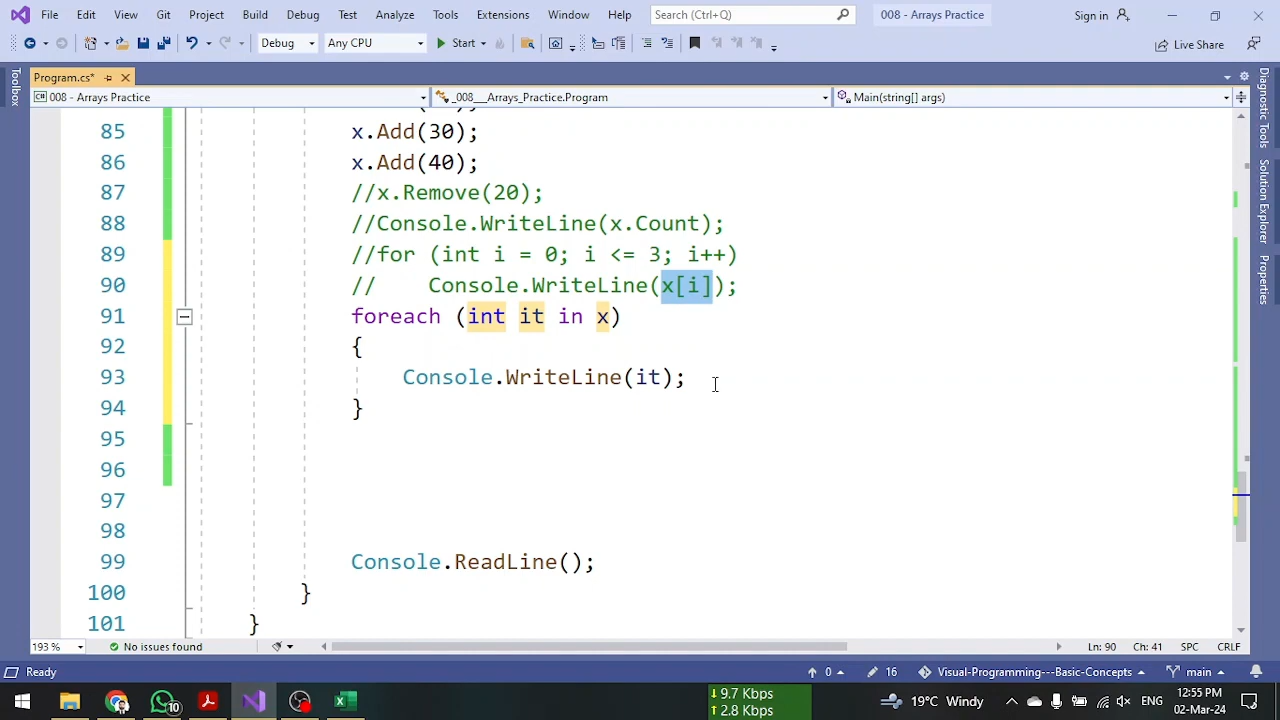 File Edit View Git Project Build Debug Test Analyze Tools Extensions Window Help Search (Ctrl+Q) 008 - Arrays Practice Sign in
Debug Any CPU Start Live Share
Toolbox
Program.cs*
008 - Arrays Practice _008___Arrays_Practice.Program Main(string[] args)
85 x.Add(30);
86 x.Add(40);
87 //x.Remove(20);
88 //Console.WriteLine(x.Count);
89 //for (int i = 0; i <= 3; i++)
90 //    Console.WriteLine(x[i]);
91 foreach (int it in x)
92 {
93     Console.WriteLine(it);
94 }
95
96
97
98
99 Console.ReadLine();
100 }
101 }
Diagnostic Tools
Solution Explorer
Properties
193 % No issues found Ln: 90 Ch: 41 SPC CRLF
Ready 0 16 Visual-Programming---Basic-Concepts main
10 ↓ 9.7 Kbps 19°C Windy ENG 12:55 PM
↑ 2.8 Kbps 02-Mar-24